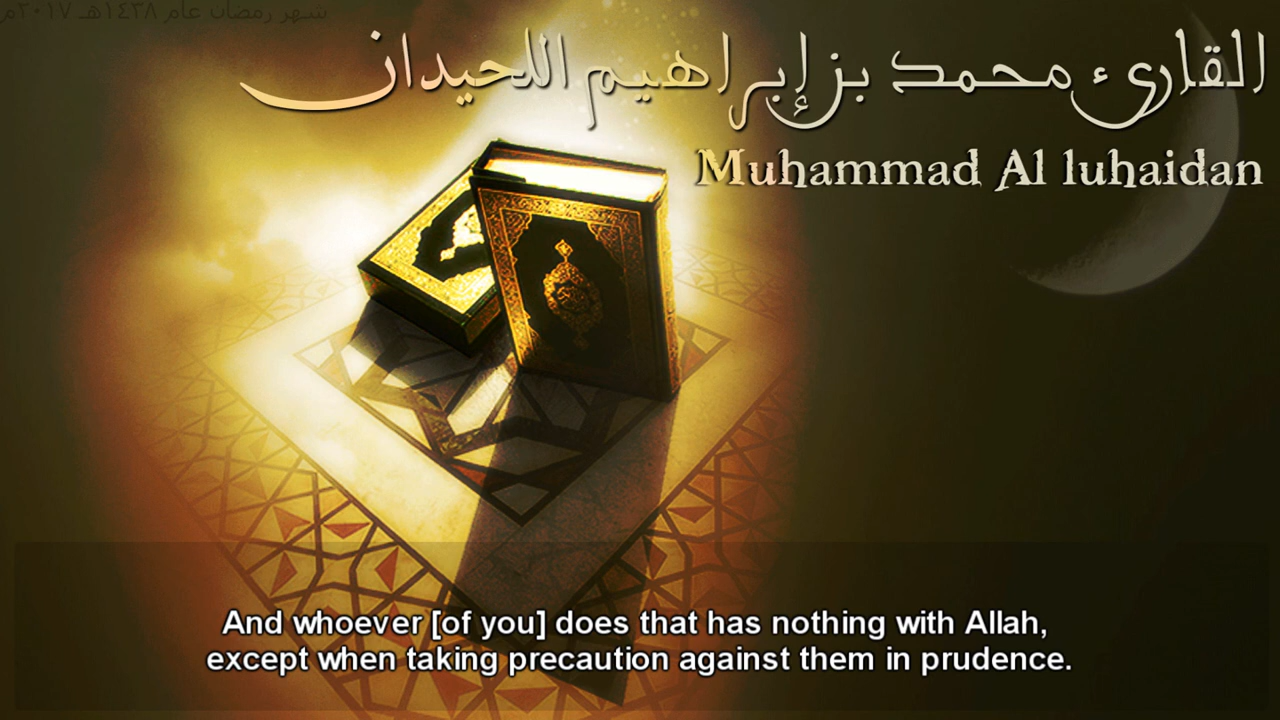 شهر رمضان عام ١٤٣٨هـ ٢٠١٧م
القارئ محمد بن إبراهيم اللحيدان
Muhammad Al luhaidan
And whoever [of you] does that has nothing with Allah,
except when taking precaution against them in prudence.